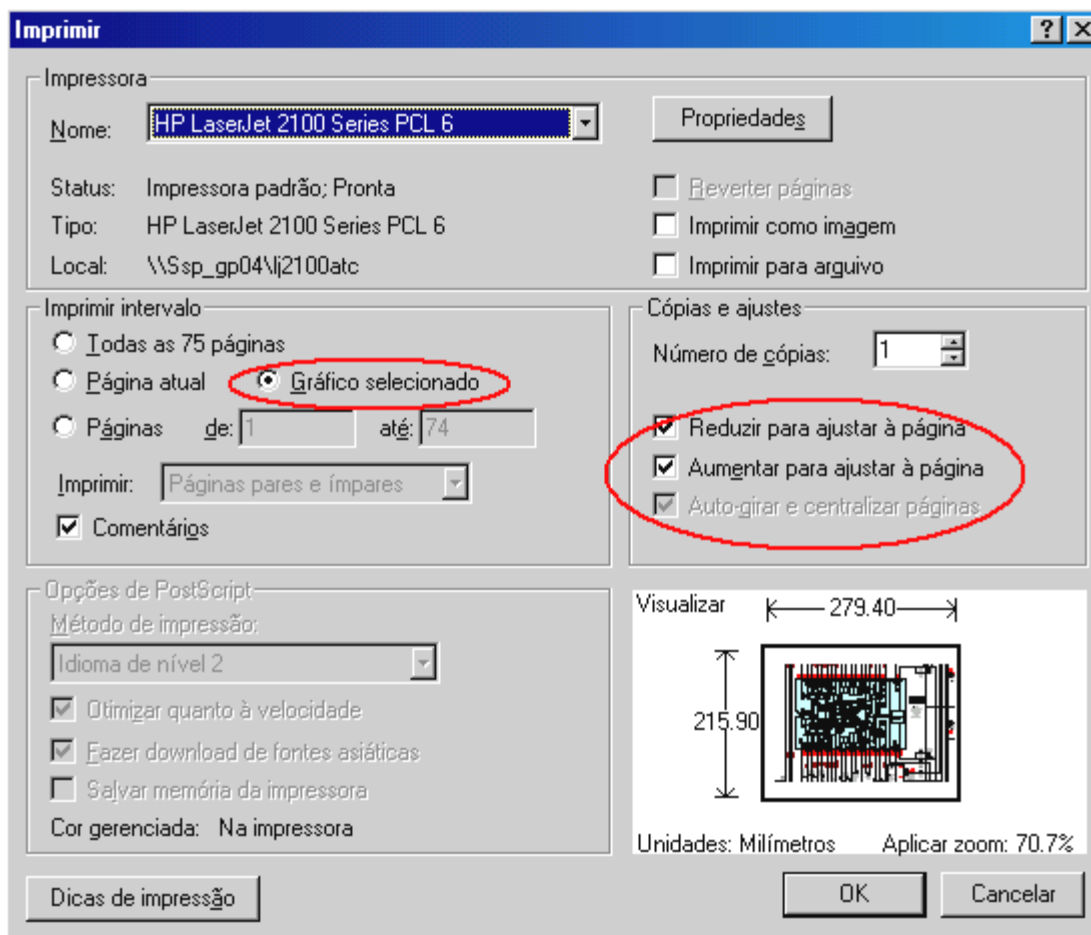 Imprimir
Impressora
Nome: HP LaserJet 2100 Series PCL 6
Propriedades
Status: Impressora padrão; Pronta
Reverter páginas
Tipo: HP LaserJet 2100 Series PCL 6
Imprimir como imagem
Local: \\Ssp_gp04\lj2100atc
Imprimir para arquivo
Imprimir intervalo
Todas as 75 páginas
Página atual
Gráfico selecionado
Páginas de: 1 até: 74
Imprimir: Páginas pares e ímpares
Comentários
Cópias e ajustes
Número de cópias: 1
Reduzir para ajustar à página
Aumentar para ajustar à página
Auto-girar e centralizar páginas
Opções de PostScript
Método de impressão:
Idioma de nível 2
Otimizar quanto à velocidade
Fazer download de fontes asiáticas
Salvar memória da impressora
Cor gerenciada: Na impressora
Visualizar
279.40
215.90
Unidades: Milímetros Aplicar zoom: 70.7%
Dicas de impressão
OK
Cancelar